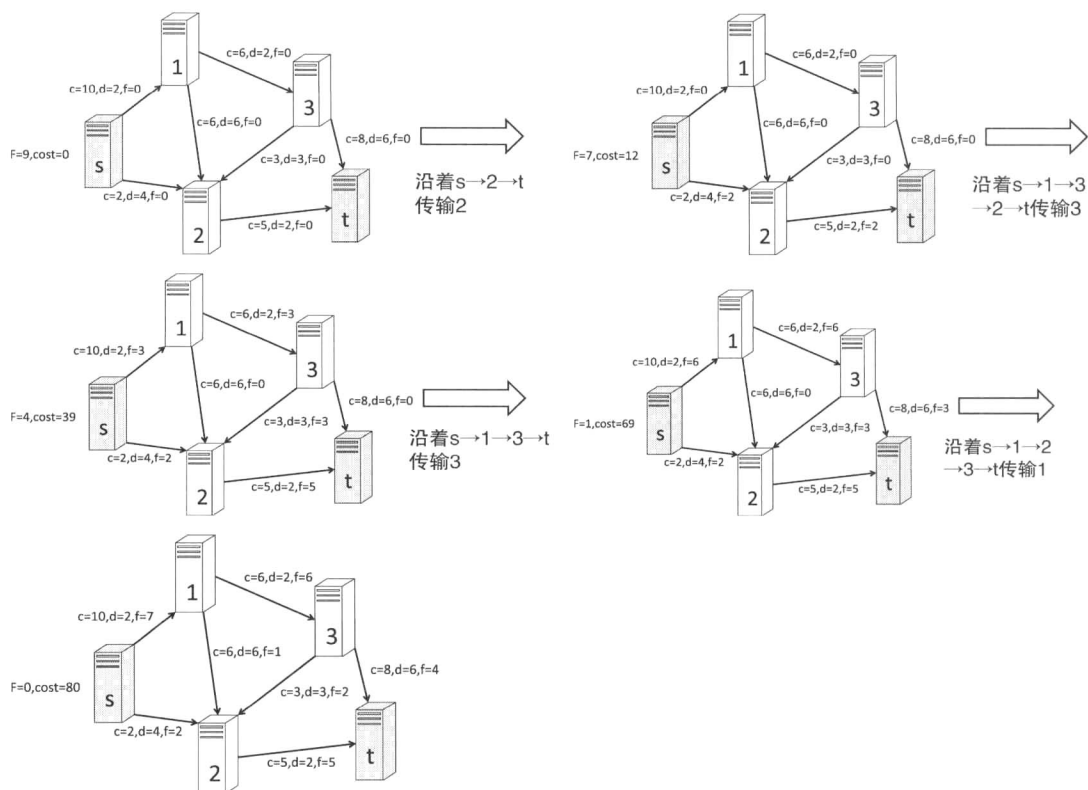 1
c=6,d=2,f=0
3
c=10,d=2,f=0
c=6,d=6,f=0
c=8,d=6,f=0
F=9,cost=0
s
c=3,d=3,f=0
c=2,d=4,f=0
2
c=5,d=2,f=0
t
沿着s→2→t
传输2
1
c=6,d=2,f=0
3
c=10,d=2,f=0
c=6,d=6,f=0
c=8,d=6,f=0
F=7,cost=12
s
c=3,d=3,f=0
c=2,d=4,f=2
2
c=5,d=2,f=2
t
沿着s→1→3
→2→t传输3
1
c=6,d=2,f=3
3
c=10,d=2,f=3
c=6,d=6,f=0
c=8,d=6,f=0
F=4,cost=39
s
c=3,d=3,f=3
c=2,d=4,f=2
2
c=5,d=2,f=5
t
沿着s→1→3→t
传输3
1
c=6,d=2,f=6
3
c=10,d=2,f=6
c=6,d=6,f=0
c=8,d=6,f=3
F=1,cost=69
s
c=3,d=3,f=3
c=2,d=4,f=2
2
c=5,d=2,f=5
t
沿着s→1→2
→3→t传输1
1
c=6,d=2,f=6
3
c=10,d=2,f=7
c=6,d=6,f=1
c=8,d=6,f=4
F=0,cost=80
s
c=3,d=3,f=2
c=2,d=4,f=2
2
c=5,d=2,f=5
t